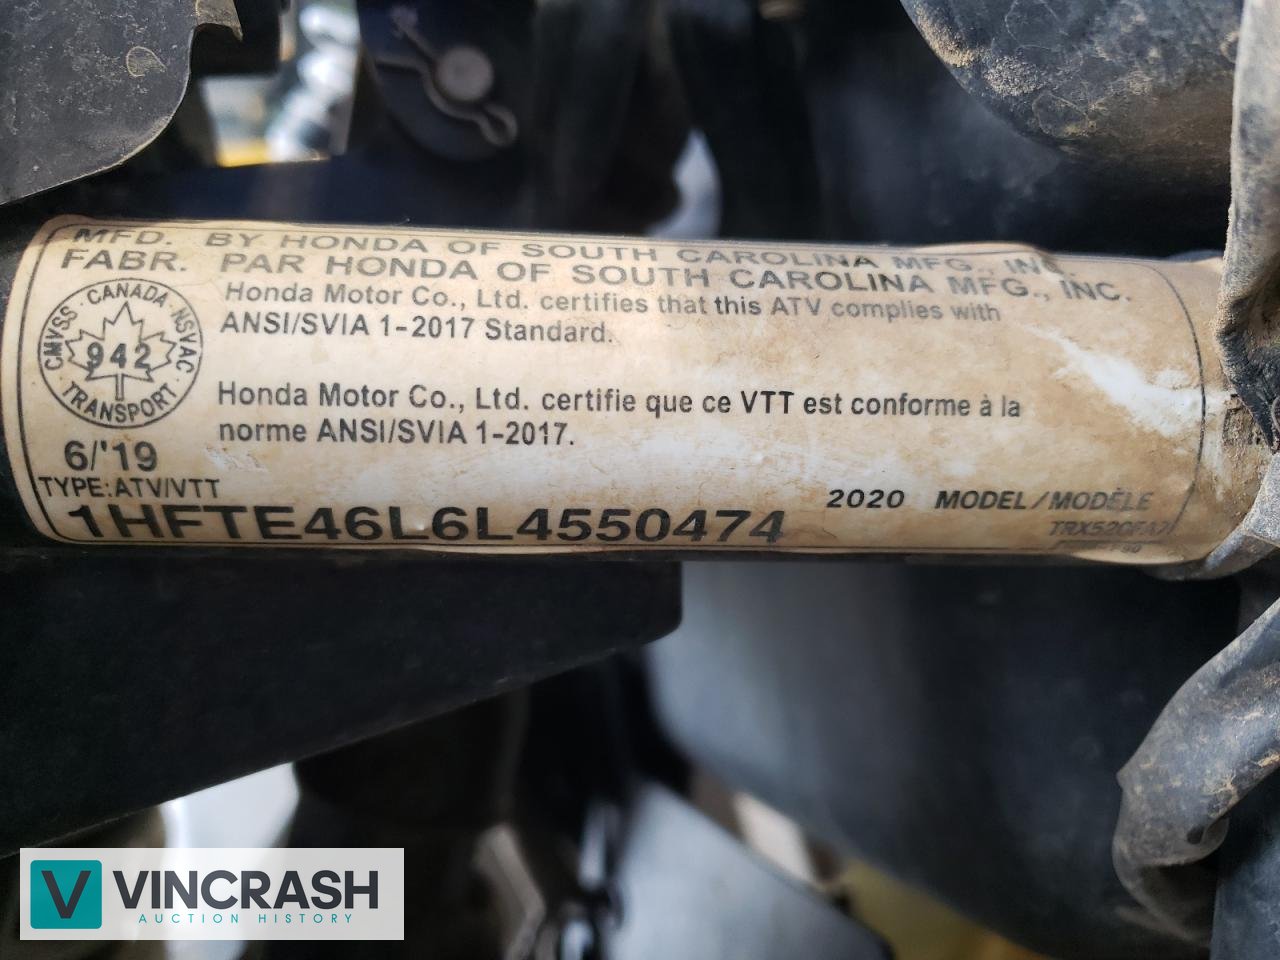 MFD. BY HONDA OF SOUTH CAROLINA MFG., INC.
FABR. PAR HONDA OF SOUTH CAROLINA MFG., INC.
Honda Motor Co., Ltd. certifies that this ATV complies with
ANSI/SVIA 1-2017 Standard.
CMVSS · CANADA · NSVAC · TRANSPORT ·
942
Honda Motor Co., Ltd. certifie que ce VTT est conforme à la
norme ANSI/SVIA 1-2017.
6/'19
TYPE:ATV/VTT
1HFTE46L6L4550474
2020 MODEL/MODÈLE
V VINCRASH
AUCTION HISTORY